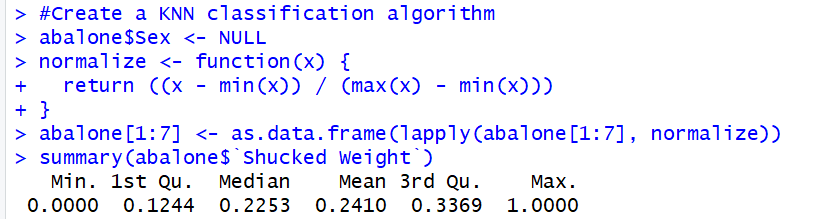 > #Create a KNN classification algorithm
> abalone$Sex <- NULL
> normalize <- function(x) {
+   return ((x - min(x)) / (max(x) - min(x)))
+ }
> abalone[1:7] <- as.data.frame(lapply(abalone[1:7], normalize))
> summary(abalone$`Shucked Weight`)
   Min. 1st Qu.  Median    Mean 3rd Qu.    Max.
 0.0000  0.1244  0.2253  0.2410  0.3369  1.0000